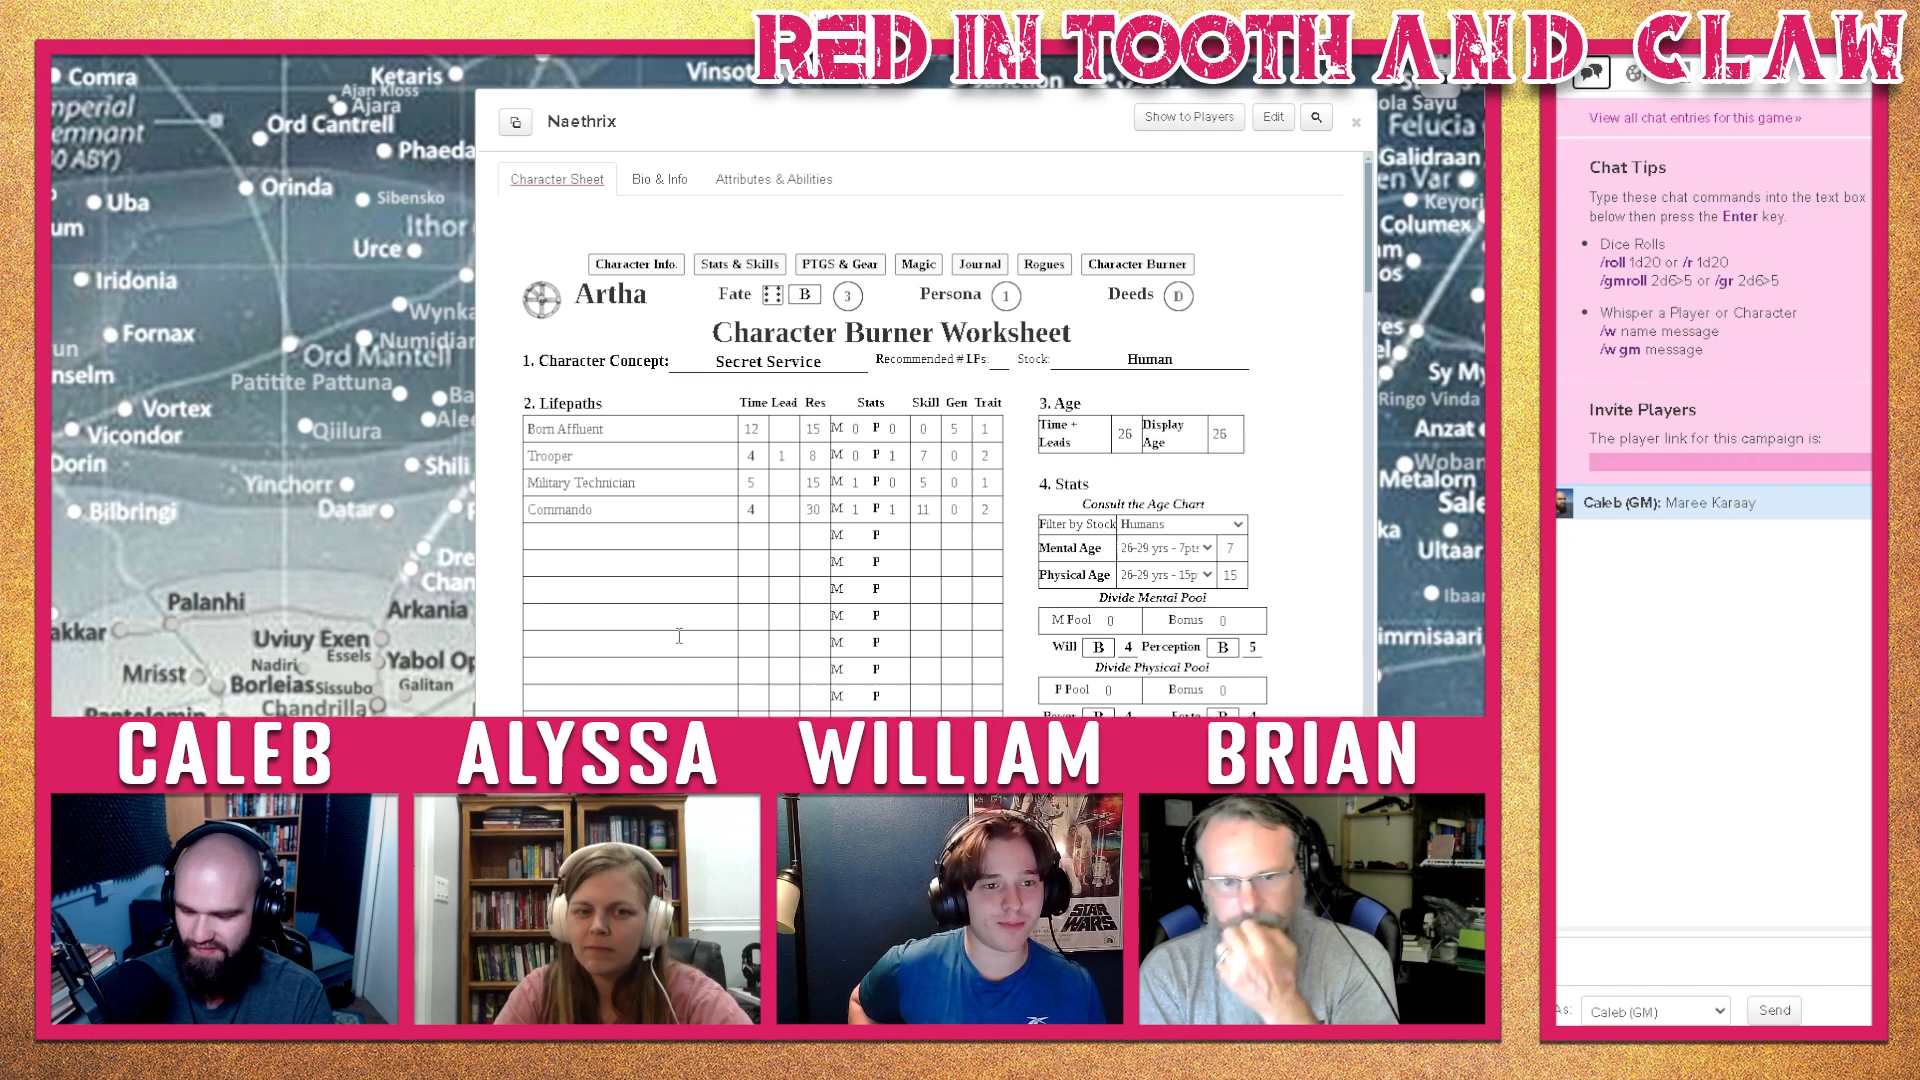 RED IN TOOTH AND CLAW
Comra
Ketaris
Ajan Kloss
Ajara
Imperial
Ord Cantrell
Phaeda
Orinda
Sibensko
Uba
Ithor
Urce
Iridonia
Wynka
Fornax
Numidian
Ord Mantell
Patitite Pattuna
Vortex
Vicondor
Qiilura
Dorin
Shili
Yinchorr
Datar
Bilbringi
Palanhi
Arkania
Uviuy Exen
Essels
Nadiri
Mrisst
Borleias
Sissubo
Galitan
Chandrilla
Naethrix
Show to Players
Edit
Character Sheet
Bio & Info
Attributes & Abilities
Character Info.
Stats & Skills
PTGS & Gear
Magic
Journal
Rogues
Character Burner
Artha
Fate B 3
Persona 1
Deeds D
Character Burner Worksheet
1. Character Concept: Secret Service Recommended # LPs: Stock: Human
2. Lifepaths Time Lead Res Stats Skill Gen Trait
Born Affluent 12 15 M 0 P 0 0 5 1
Trooper 4 1 8 M 0 P 1 7 0 2
Military Technician 5 15 M 1 P 0 5 0 1
Commando 4 30 M 1 P 1 11 0 2
M P
M P
M P
M P
M P
M P
M P
3. Age
Time + Leads 26 Display Age 26
4. Stats
Consult the Age Chart
Filter by Stock Humans
Mental Age 26-29 yrs - 7pts 7
Physical Age 26-29 yrs - 15p 15
Divide Mental Pool
M Pool 0 Bonus 0
Will B 4 Perception B 5
Divide Physical Pool
P Pool 0 Bonus 0
Felucia
Galidraan
Columex
Sy My
Ringo Vinda
Anzat
Metalorn
Ultaar
View all chat entries for this game»
Chat Tips
Type these chat commands into the text box
below then press the Enter key.
Dice Rolls
/roll 1d20 or /r 1d20
/gmroll 2d6>5 or /gr 2d6>5
Whisper a Player or Character
/w name message
/w gm message
Invite Players
The player link for this campaign is:
Caleb (GM): Maree Karaay
As: Caleb (GM) Send
CALEB
ALYSSA
WILLIAM
BRIAN
STAR
WARS